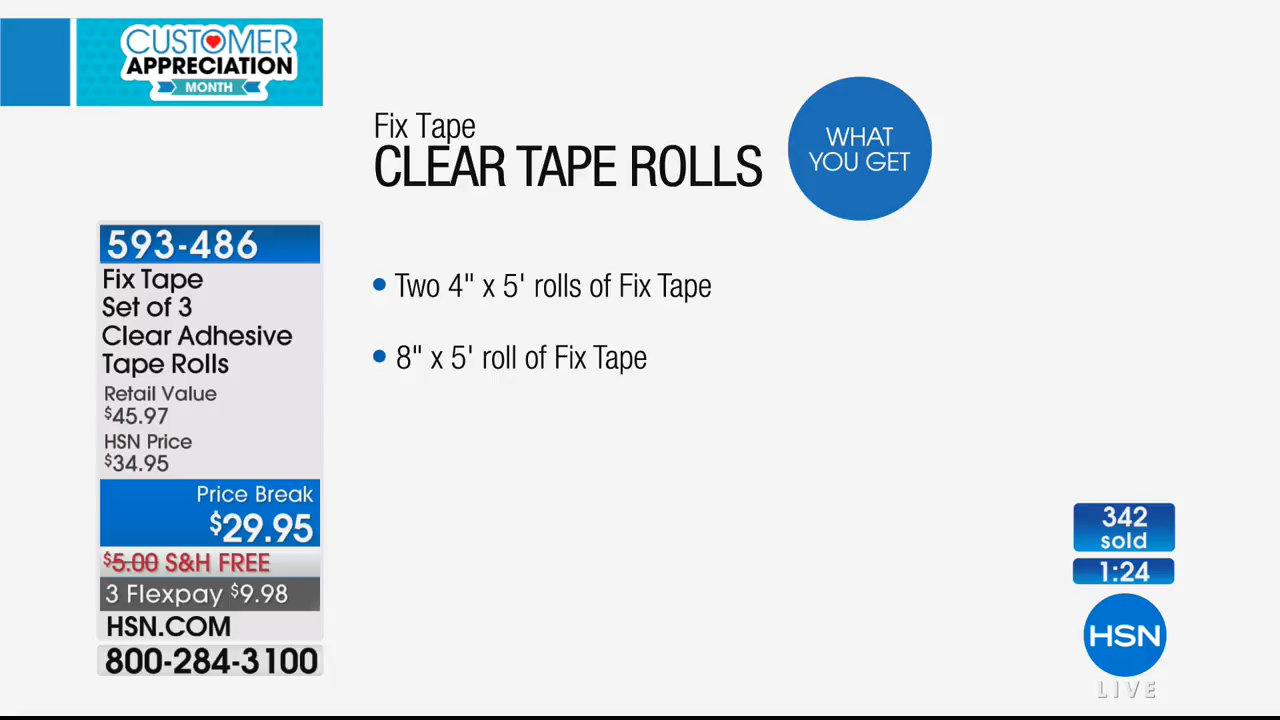 CUSTOMER
APPRECIATION
MONTH
Fix Tape
CLEAR TAPE ROLLS
WHAT
YOU GET
593-486
Fix Tape
Set of 3
Clear Adhesive
Tape Rolls
Retail Value
$45.97
HSN Price
$34.95
Price Break
$29.95
$5.00 S&H FREE
3 Flexpay $9.98
HSN.COM
800-284-3100
• Two 4" x 5' rolls of Fix Tape
• 8" x 5' roll of Fix Tape
342
sold
1:24
HSN
LIVE